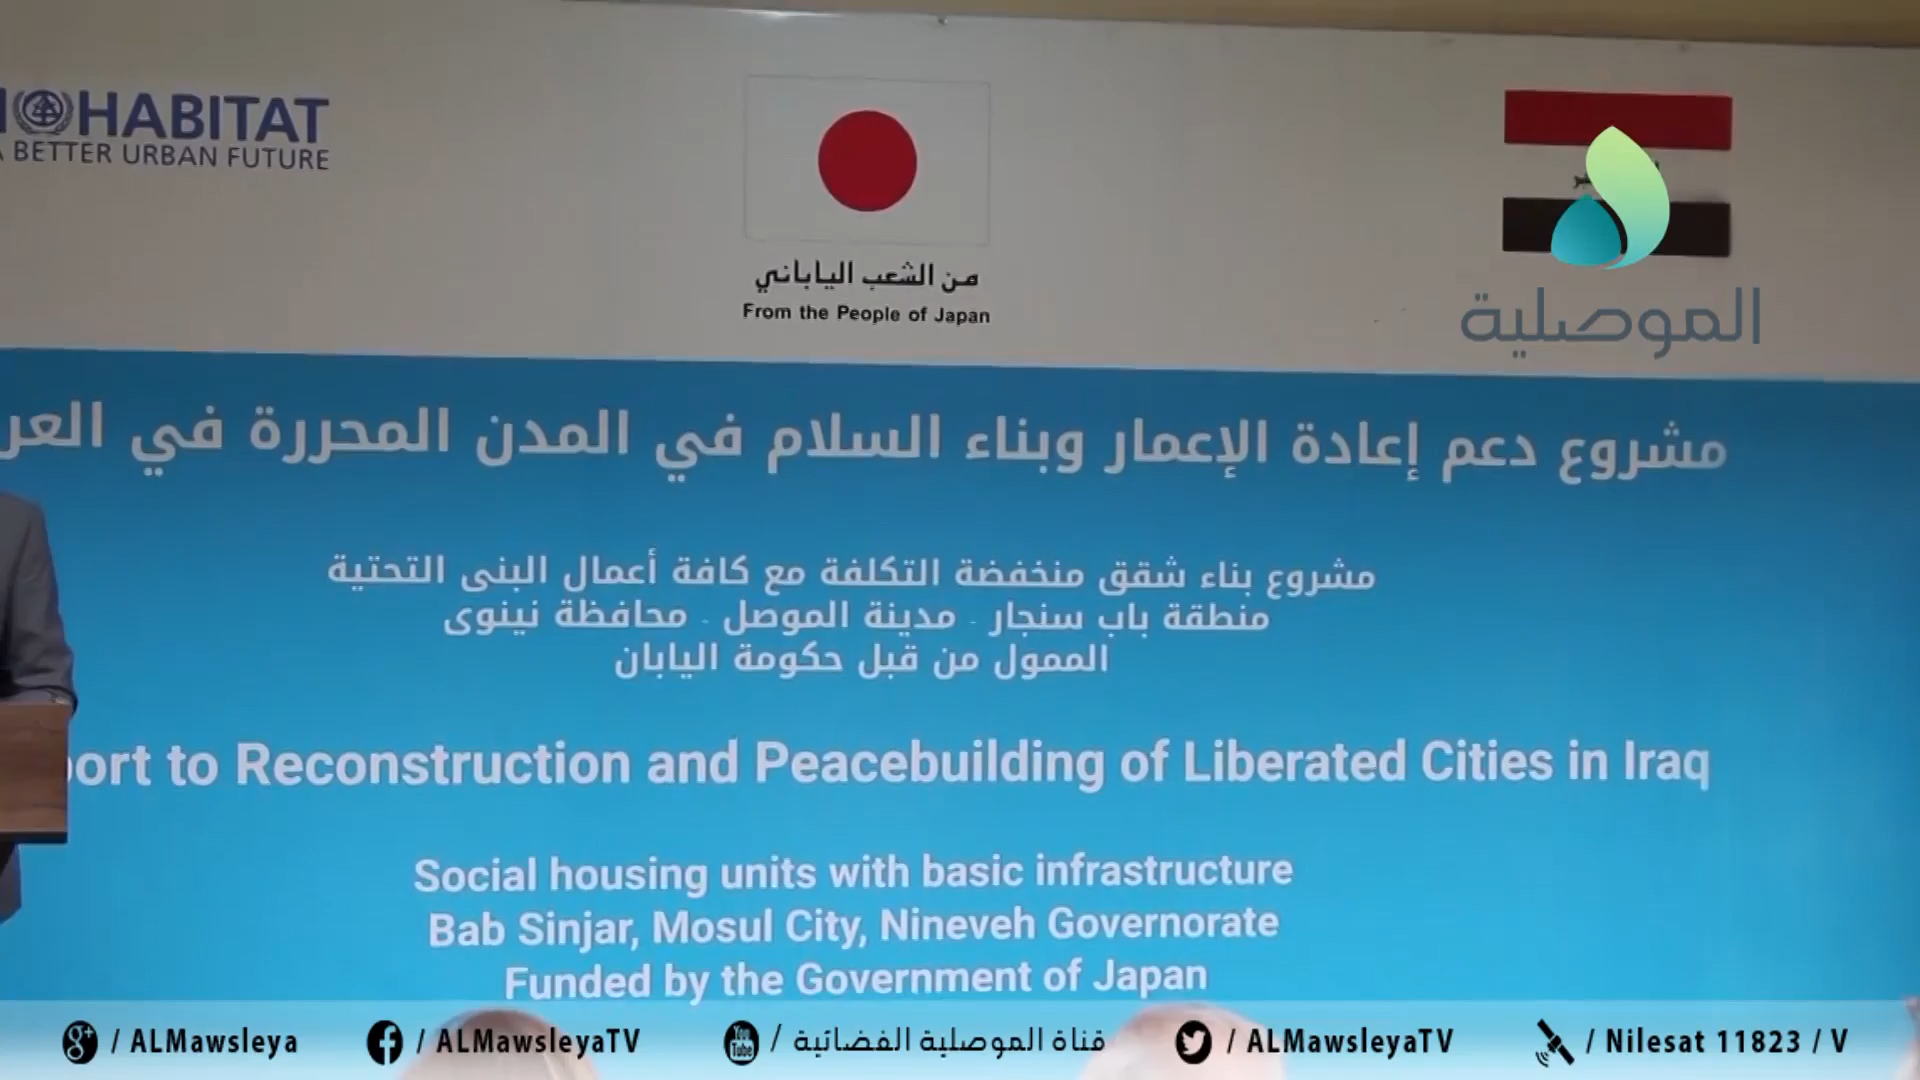 HABITAT
A BETTER URBAN FUTURE
من الشعب الياباني
From the People of Japan
الموصلية
مشروع دعم إعادة الإعمار وبناء السلام في المدن المحررة في
مشروع بناء شقق منخفضة التكلفة مع كافة أعمال البنى التحتية
منطقة باب سنجار - مدينة الموصل - محافظة نينوى
الممول من قبل حكومة اليابان
to Reconstruction and Peacebuilding of Liberated Cities in Iraq
Social housing units with basic infrastructure
Bab Sinjar, Mosul City, Nineveh Governorate
Funded by the Government of Japan
g+ / ALMawsleya
f / ALMawsleyaTV
You Tube / قناة الموصلية الفضائية
/ ALMawsleyaTV
/ Nilesat 11823 / V